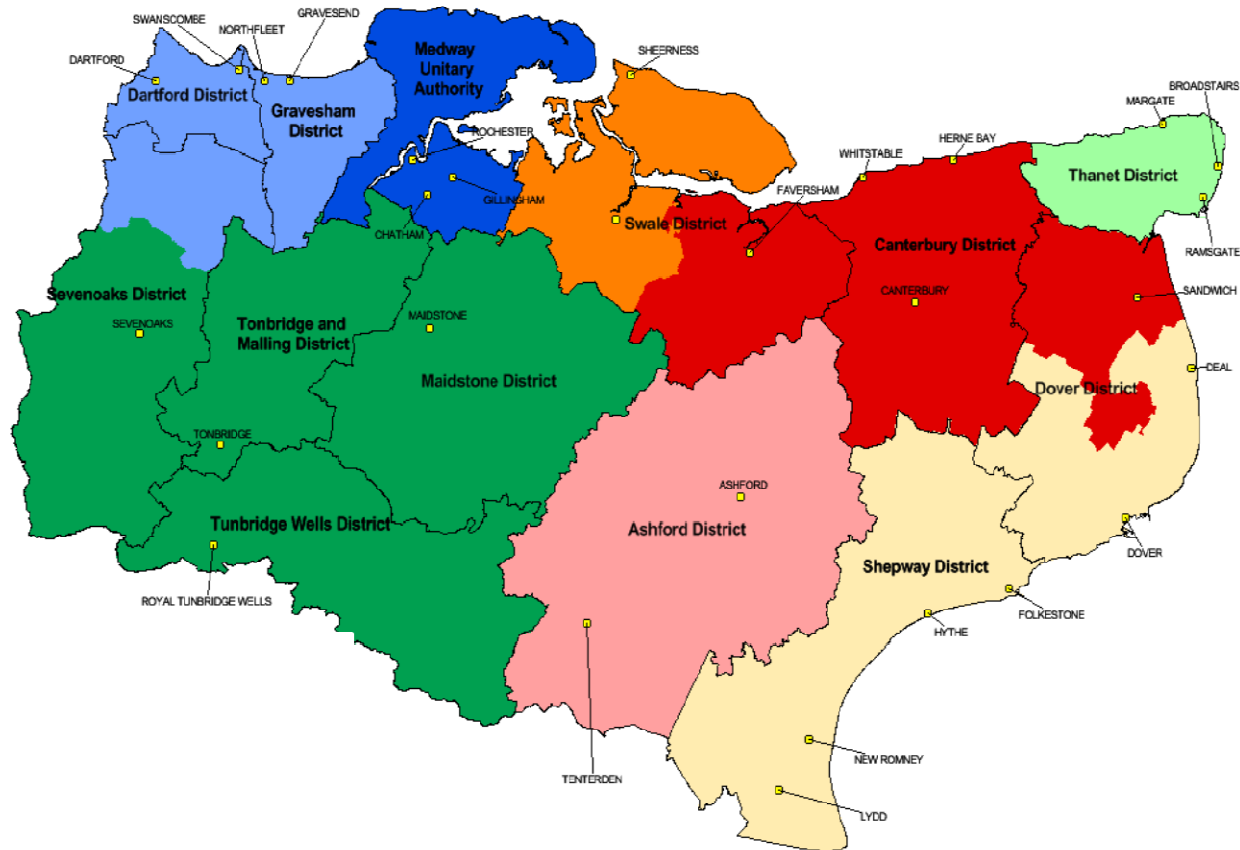 GRAVESEND
SWANSCOMBE
NORTHFLEET
DARTFORD
Medway
Unitary
Authority
SHEERNESS
Dartford District
Gravesham
District
BROADSTAIRS
MARGATE
ROCHESTER
HERNE BAY
WHITSTABLE
Thanet District
FAVERSHAM
GILLINGHAM
CHATHAM
Swale District
Canterbury District
RAMSGATE
Sevenoaks District
CANTERBURY
SANDWICH
SEVENOAKS
Tonbridge and
Malling District
MAIDSTONE
Maidstone District
DEAL
Dover District
TONBRIDGE
ASHFORD
Tunbridge Wells District
Ashford District
DOVER
Shepway District
ROYAL TUNBRIDGE WELLS
FOLKESTONE
HYTHE
NEW ROMNEY
TENTERDEN
LYDD